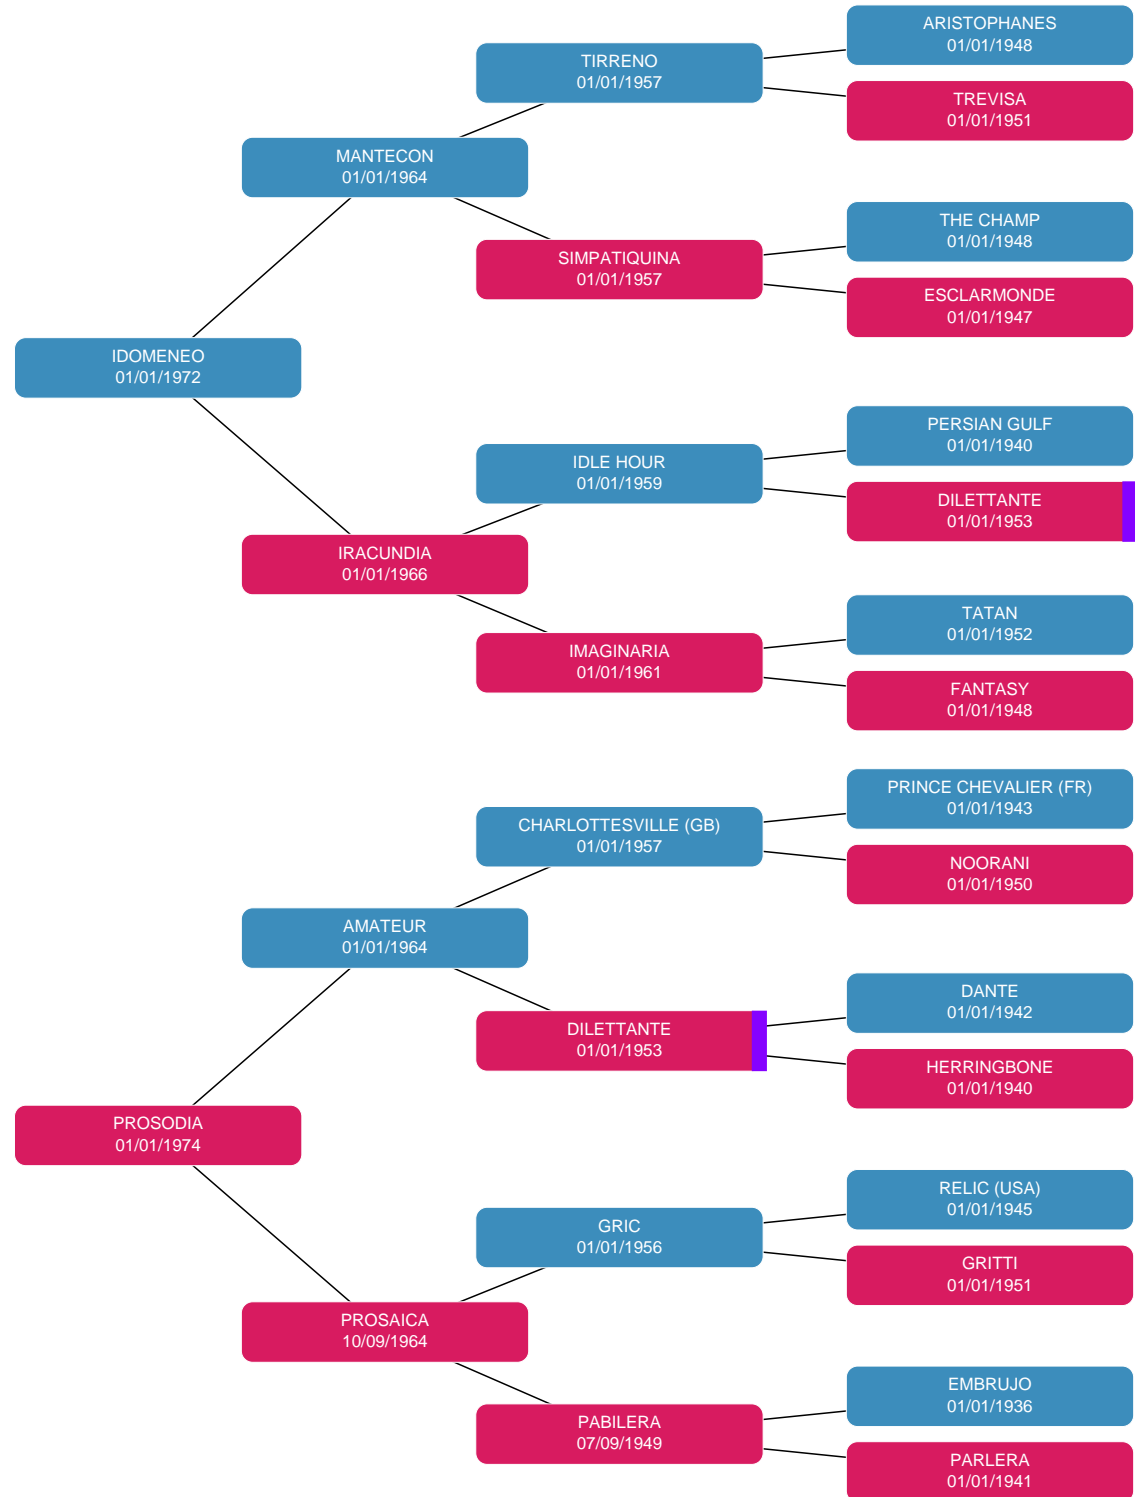 ARISTOPHANES
01/01/1948
TIRRENO
01/01/1957
TREVISA
01/01/1951
MANTECON
01/01/1964
THE CHAMP
01/01/1948
SIMPATIQUINA
01/01/1957
ESCLARMONDE
01/01/1947
IDOMENEO
01/01/1972
PERSIAN GULF
01/01/1940
IDLE HOUR
01/01/1959
DILETTANTE
01/01/1953
IRACUNDIA
01/01/1966
TATAN
01/01/1952
IMAGINARIA
01/01/1961
FANTASY
01/01/1948
PRINCE CHEVALIER (FR)
01/01/1943
CHARLOTTESVILLE (GB)
01/01/1957
NOORANI
01/01/1950
AMATEUR
01/01/1964
DANTE
01/01/1942
DILETTANTE
01/01/1953
HERRINGBONE
01/01/1940
PROSODIA
01/01/1974
RELIC (USA)
01/01/1945
GRIC
01/01/1956
GRITTI
01/01/1951
PROSAICA
10/09/1964
EMBRUJO
01/01/1936
PABILERA
07/09/1949
PARLERA
01/01/1941